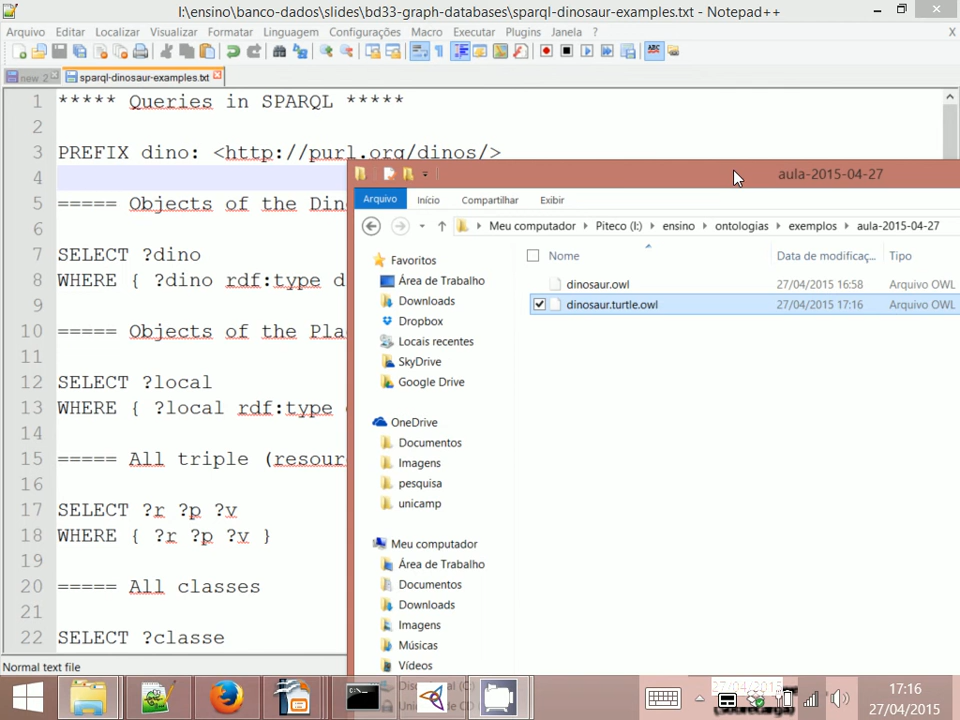 I:\ensino\banco-dados\slides\bd33-graph-databases\sparql-dinosaur-examples.txt - Notepad++
Arquivo Editar Localizar Visualizar Formatar Linguagem Configurações Macro Executar Plugins Janela ? X
new 2 sparql-dinosaur-examples.txt
1 ***** Queries in SPARQL *****
2
3 PREFIX dino: <http://purl.org/dinos/>
4
5 ===== Objects of the Din
6
7 SELECT ?dino
8 WHERE { ?dino rdf:type d
9
10 ===== Objects of the Pla
11
12 SELECT ?local
13 WHERE { ?local rdf:type
14
15 ===== All triple (resour
16
17 SELECT ?r ?p ?v
18 WHERE { ?r ?p ?v }
19
20 ===== All classes
21
22 SELECT ?classe
Normal text file
aula-2015-04-27
Arquivo Início Compartilhar Exibir
Meu computador Piteco (I:) ensino ontologias exemplos aula-2015-04-27
Nome Data de modificaç... Tipo
dinosaur.owl 27/04/2015 16:58 Arquivo OWL
dinosaur.turtle.owl 27/04/2015 17:16 Arquivo OWL
Favoritos
Área de Trabalho
Downloads
Dropbox
Locais recentes
SkyDrive
Google Drive
OneDrive
Documentos
Imagens
pesquisa
unicamp
Meu computador
Área de Trabalho
Documentos
Downloads
Imagens
Músicas
Vídeos
17:16
27/04/2015